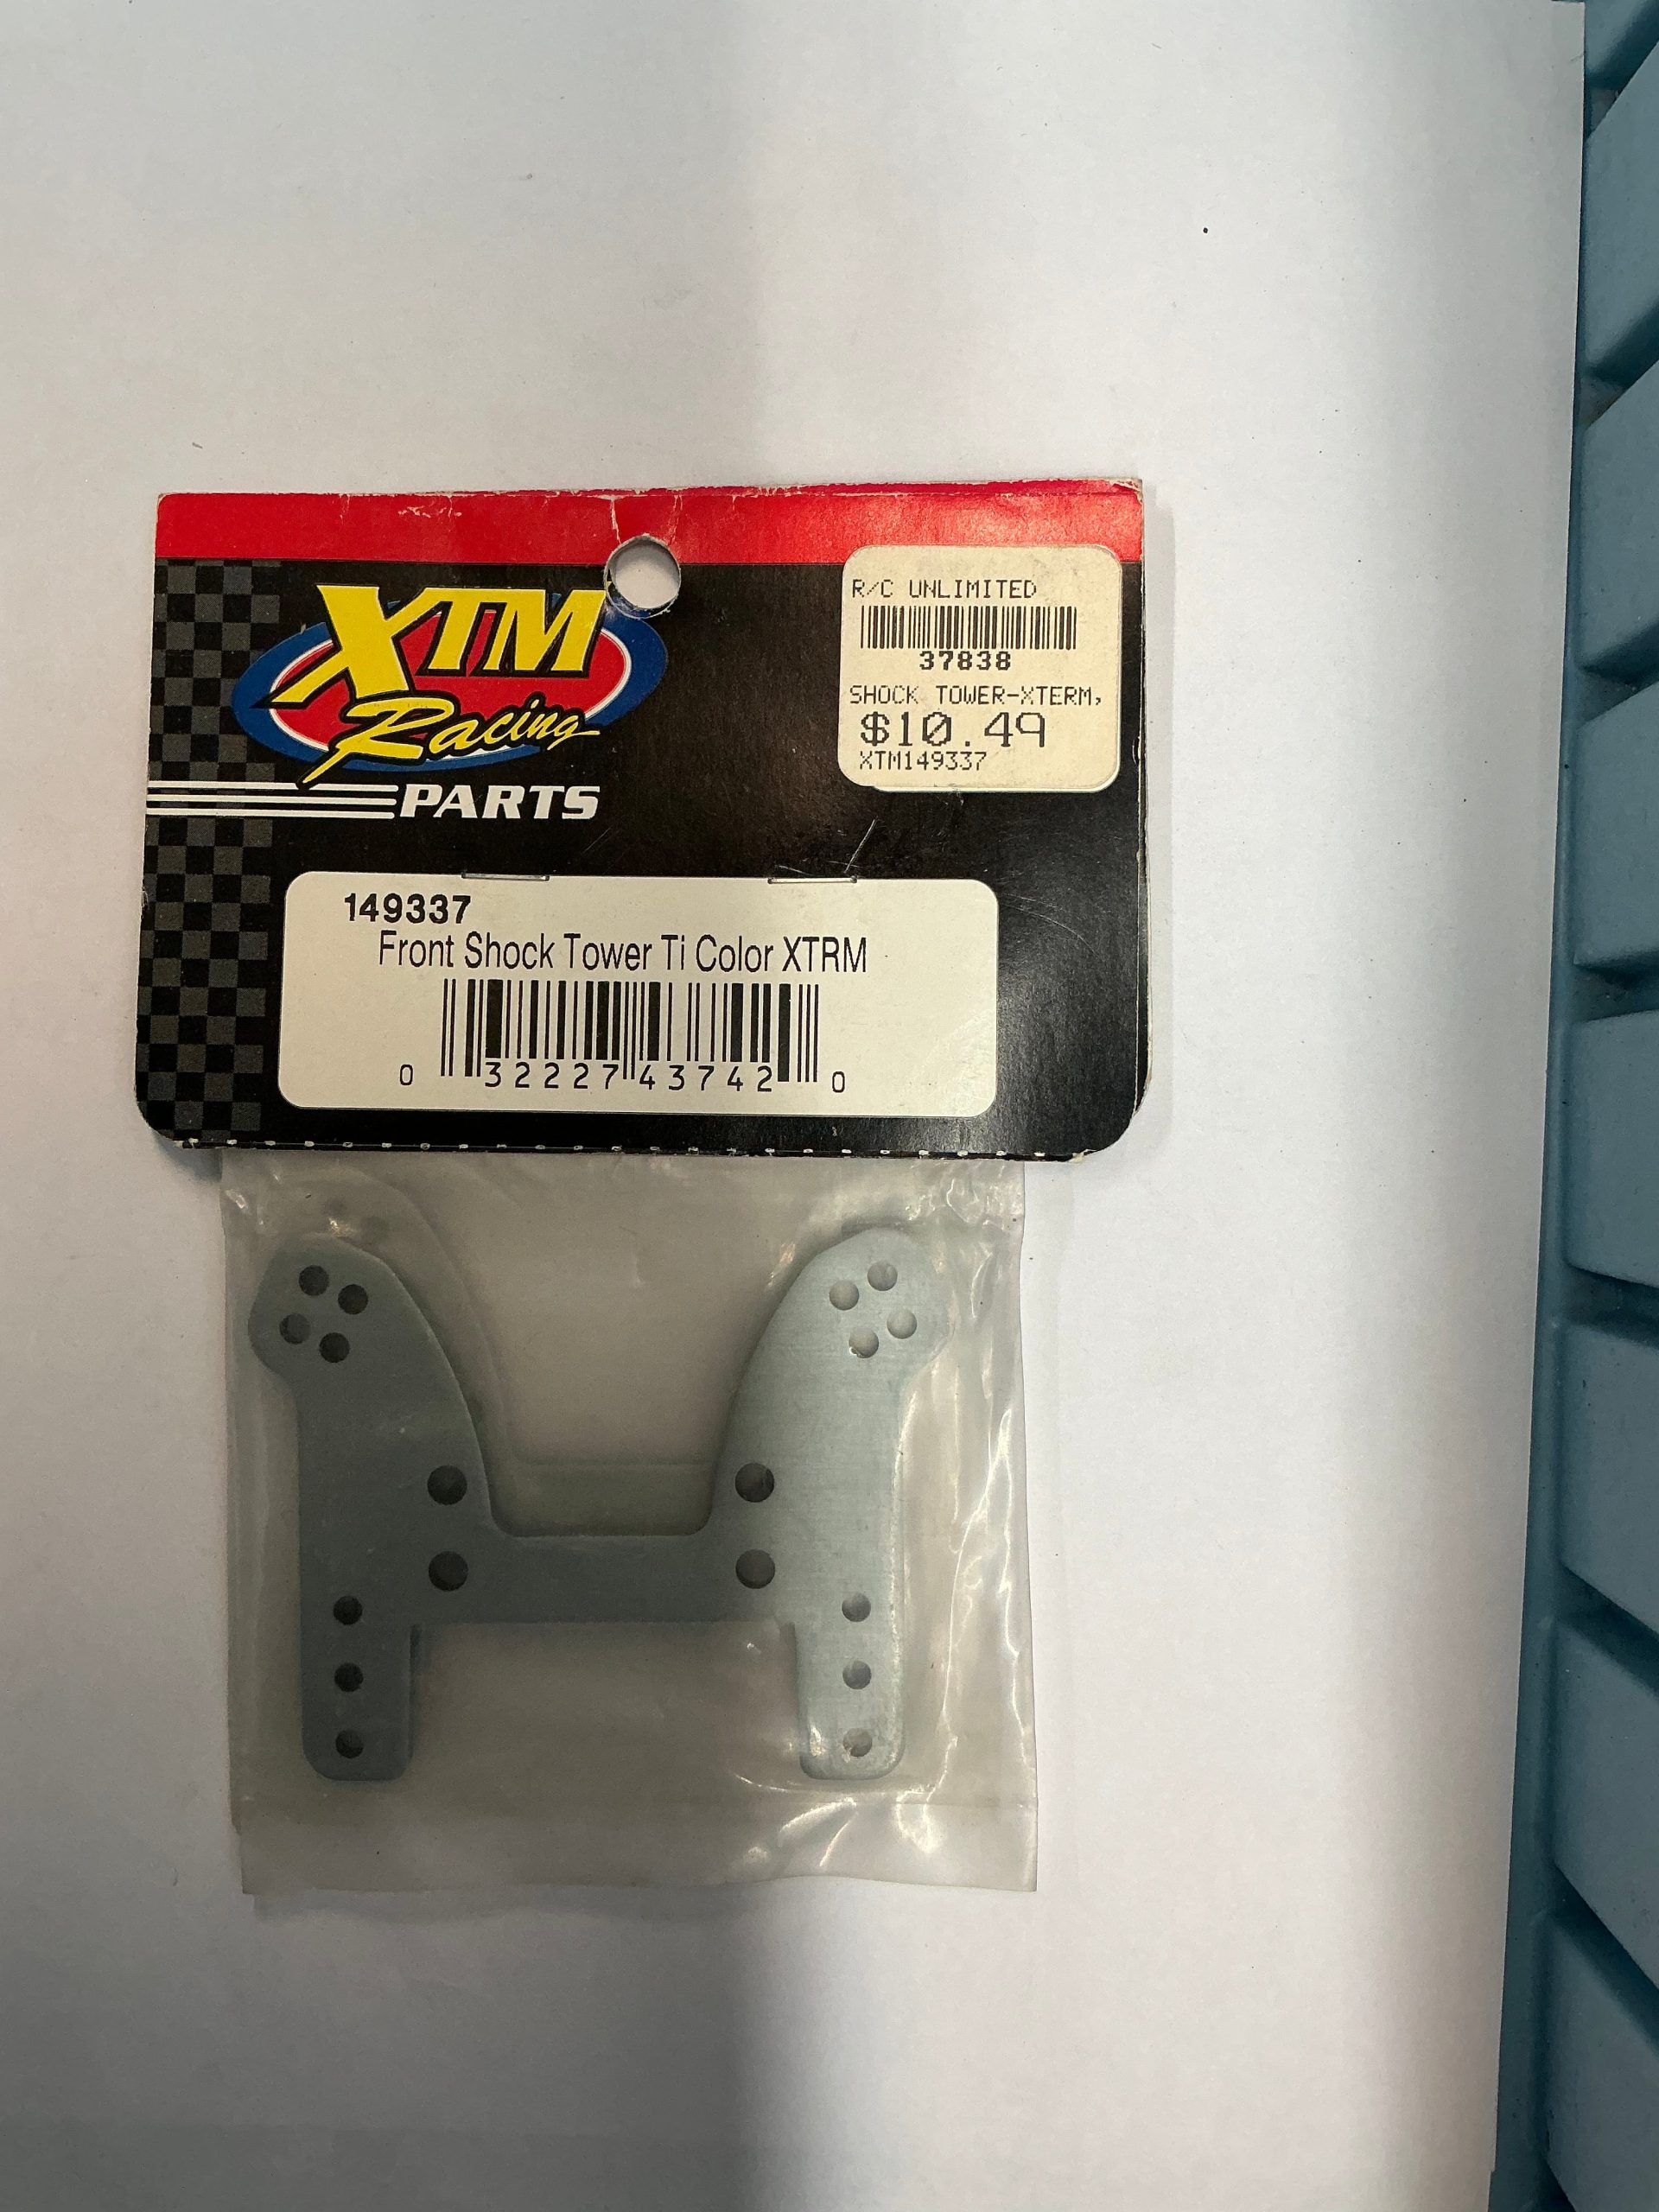 XTM
Racing
PARTS
R/C UNLIMITED
37838
SHOCK TOWER-XTERM,
$10.49
XTM149337
149337
Front Shock Tower Ti Color XTRM
0 32227 43742 0